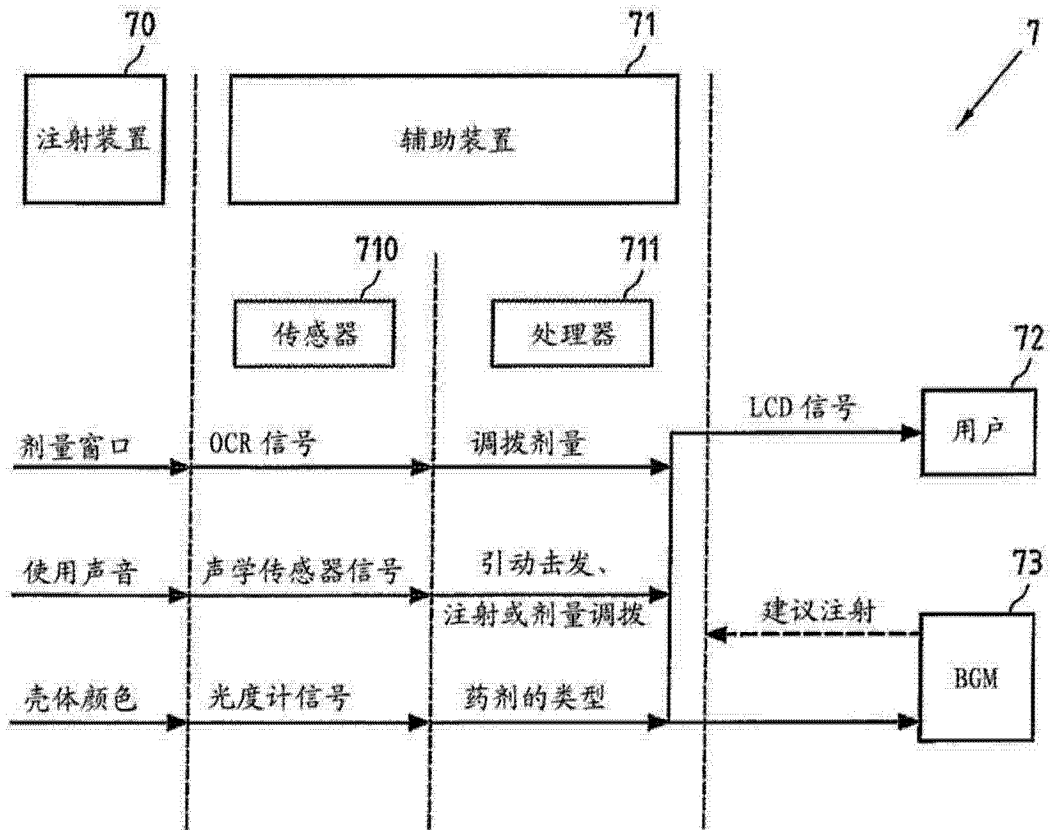 70
71
7
注射装置
辅助装置
710
711
传感器
处理器
72
LCD 信号
用户
剂量窗口
OCR 信号
调拨剂量
使用声音
声学传感器信号
引动击发、
注射或剂量调拨
73
建议注射
BGM
壳体颜色
光度计信号
药剂的类型